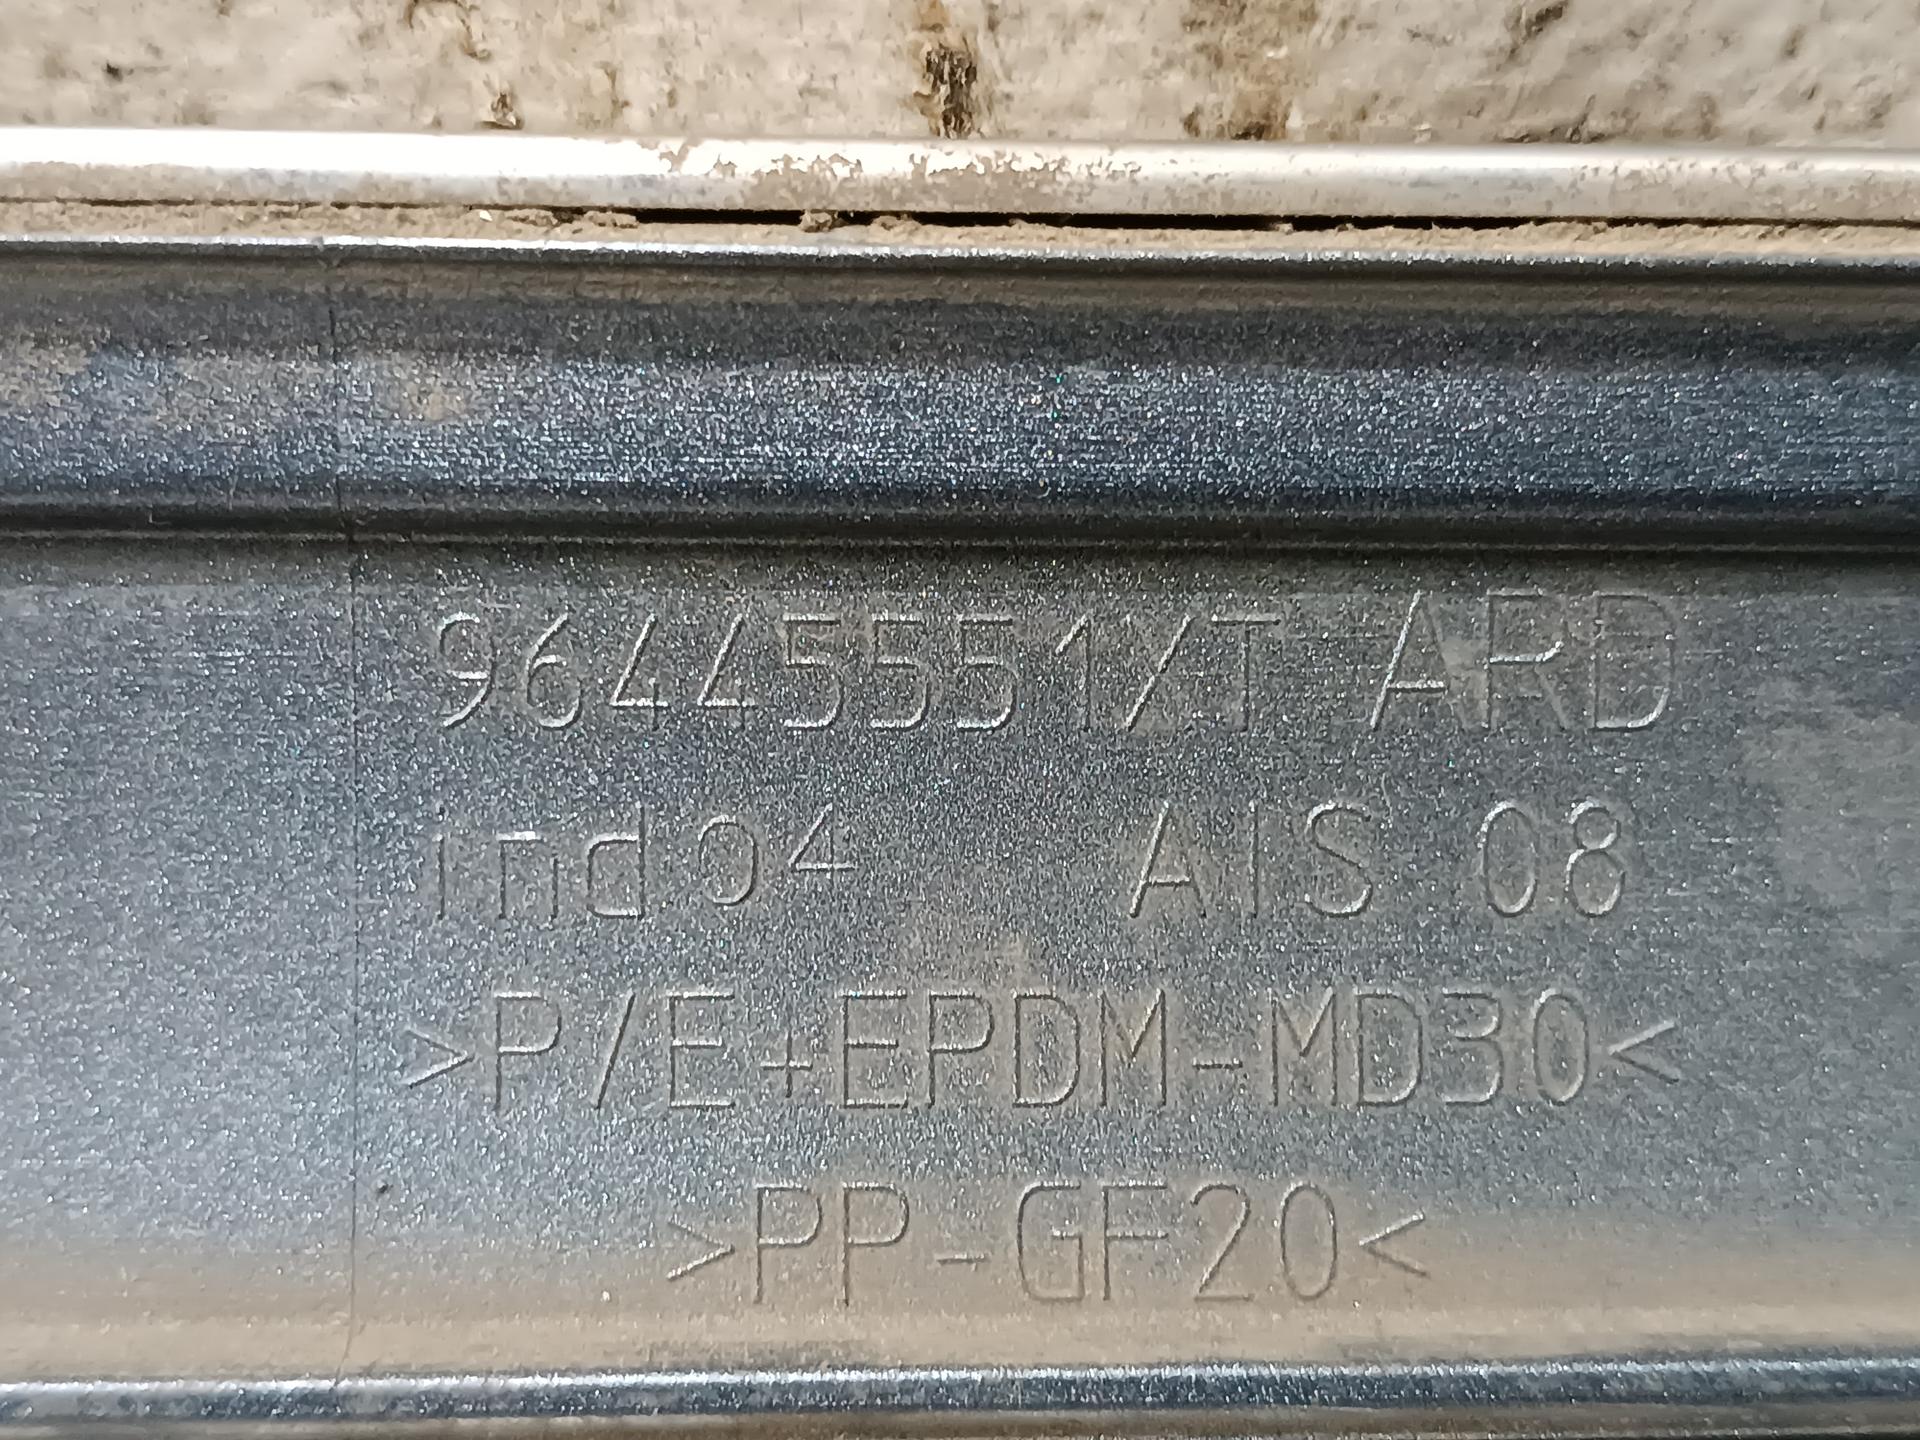 964455551/T ARD
ind 04 AIS 08
>P/E+EPDM-MD30<
>PP-GF20<